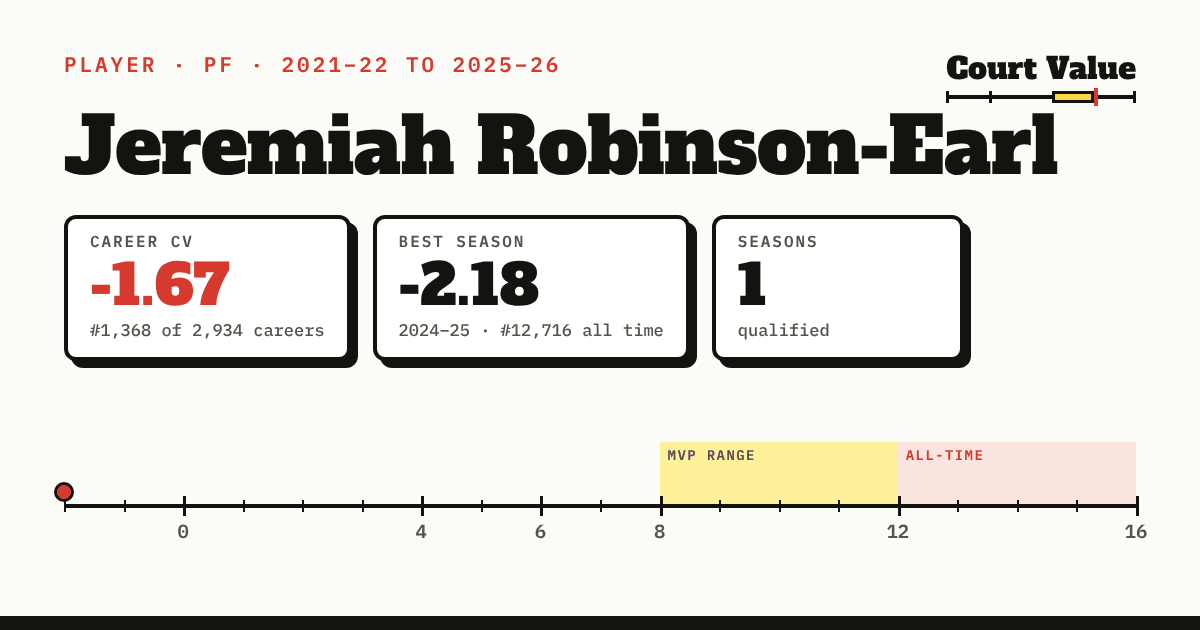 PLAYER · PF · 2021–22 TO 2025–26
Court Value
Jeremiah Robinson-Earl
CAREER CV
-1.67
#1,368 of 2,934 careers
BEST SEASON
-2.18
2024–25 · #12,716 all time
SEASONS
1
qualified
MVP RANGE
ALL-TIME
0 4 6 8 12 16